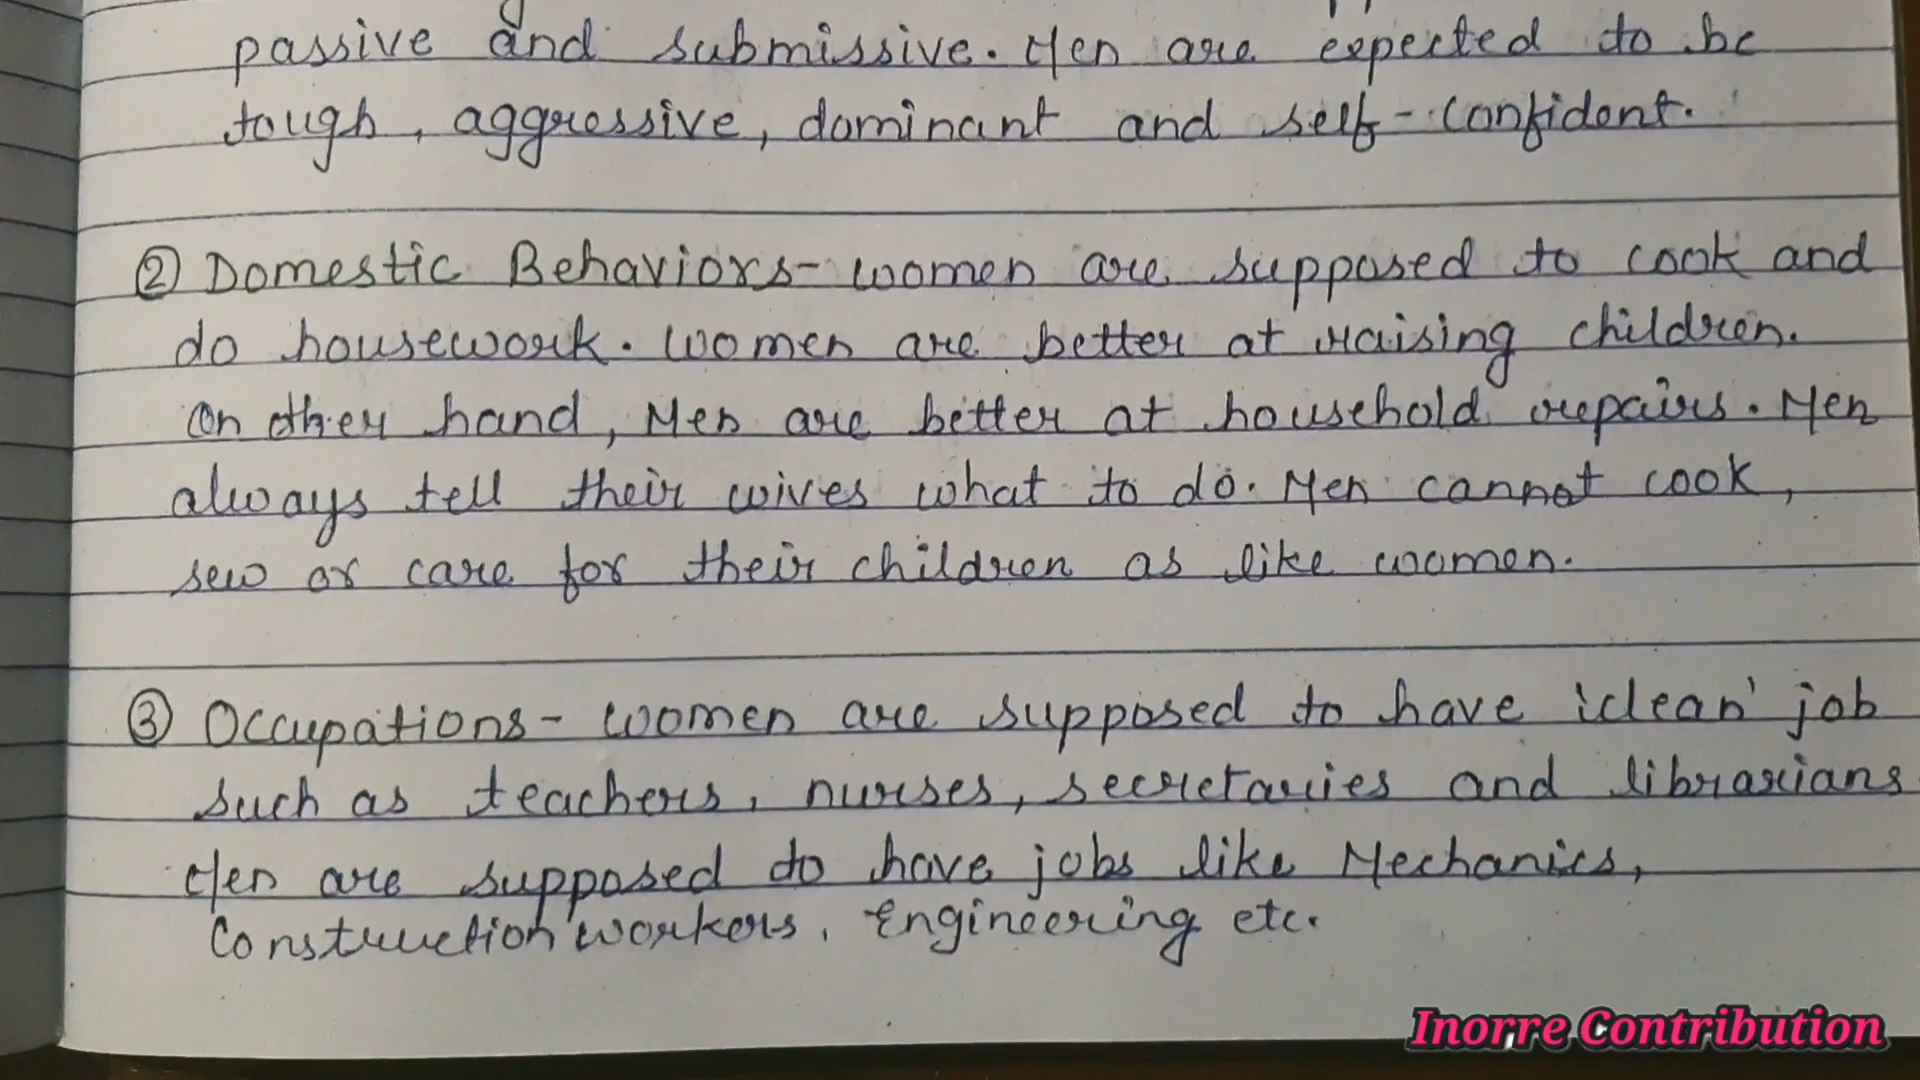 passive and submissive. Men are expected to be
tough, aggressive, dominant and self-confident.
② Domestic Behaviors- women are supposed to cook and
do housework. Women are better at raising children.
On other hand, Men are better at household repairs. Men
always tell their wives what to do. Men cannot cook,
sew or care for their children as like women.
③ Occupations - women are supposed to have 'clean' job
such as teachers, nurses, secretaries and librarians
Men are supposed to have jobs like Mechanics,
Construction workers, Engineering etc.
Inorre Contribution